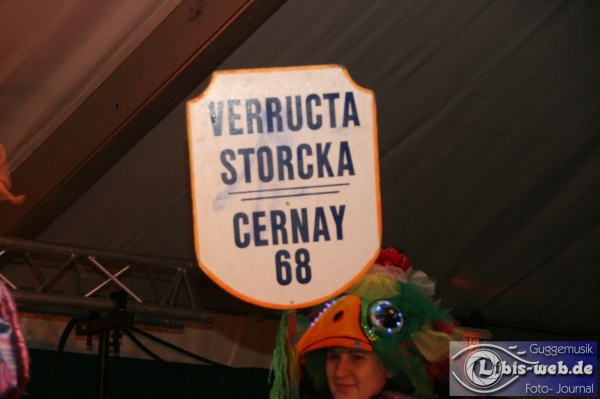 VERRUCTA
STORCKA
CERNAY
68
Guggemusik
Libis-web.de
Foto- Journal